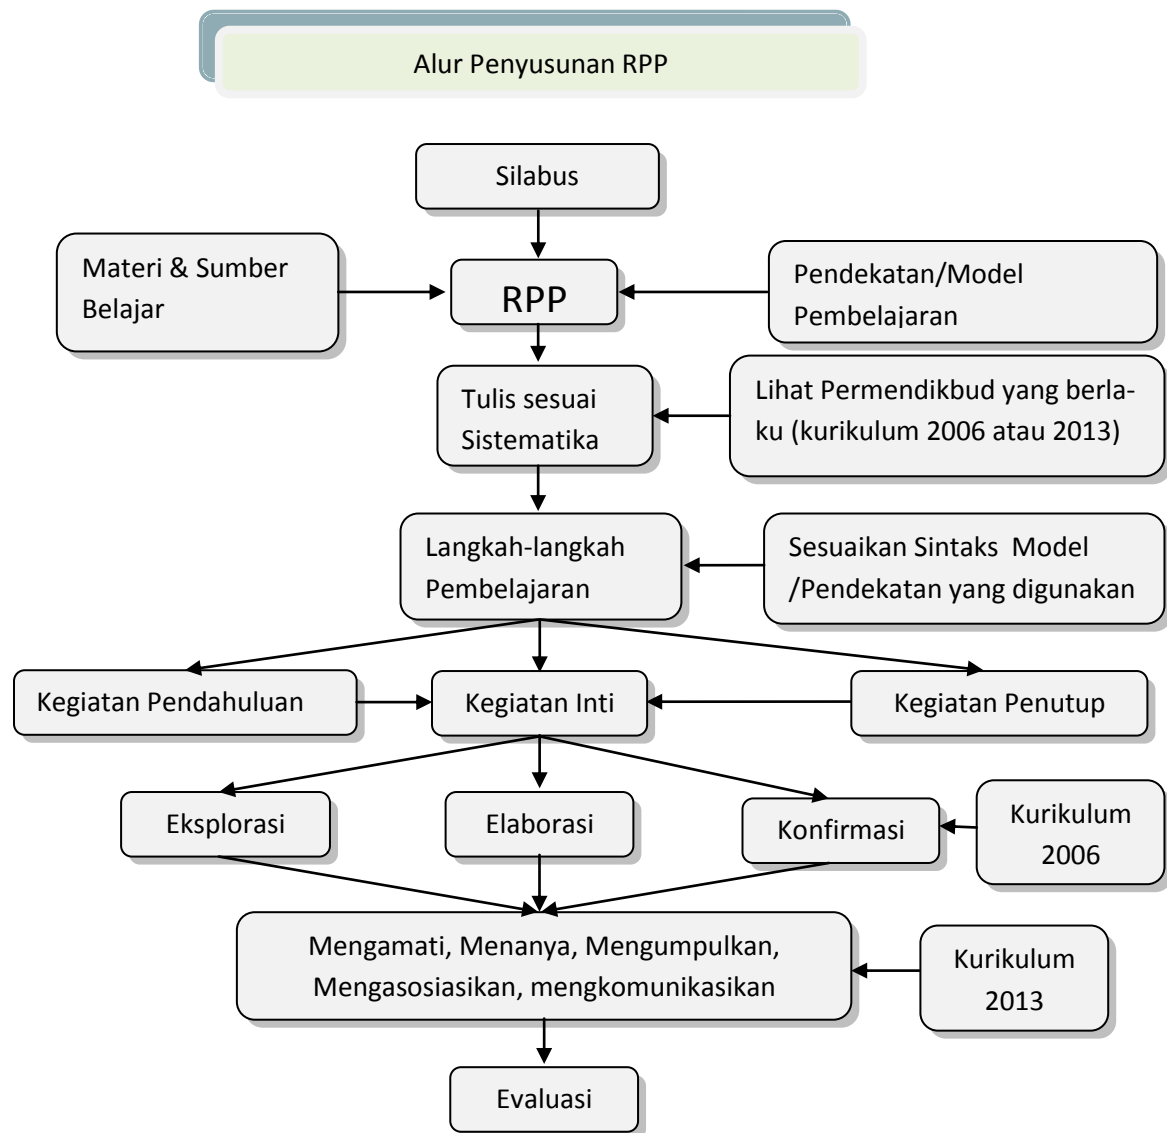 Alur Penyusunan RPP
Silabus
Materi & Sumber
Belajar
RPP
Pendekatan/Model
Pembelajaran
Tulis sesuai
Sistematika
Lihat Permendikbud yang berla-
ku (kurikulum 2006 atau 2013)
Langkah-langkah
Pembelajaran
Sesuaikan Sintaks Model
/Pendekatan yang digunakan
Kegiatan Pendahuluan
Kegiatan Inti
Kegiatan Penutup
Eksplorasi
Elaborasi
Konfirmasi
Kurikulum
2006
Mengamati, Menanya, Mengumpulkan,
Mengasosiasikan, mengkomunikasikan
Kurikulum
2013
Evaluasi